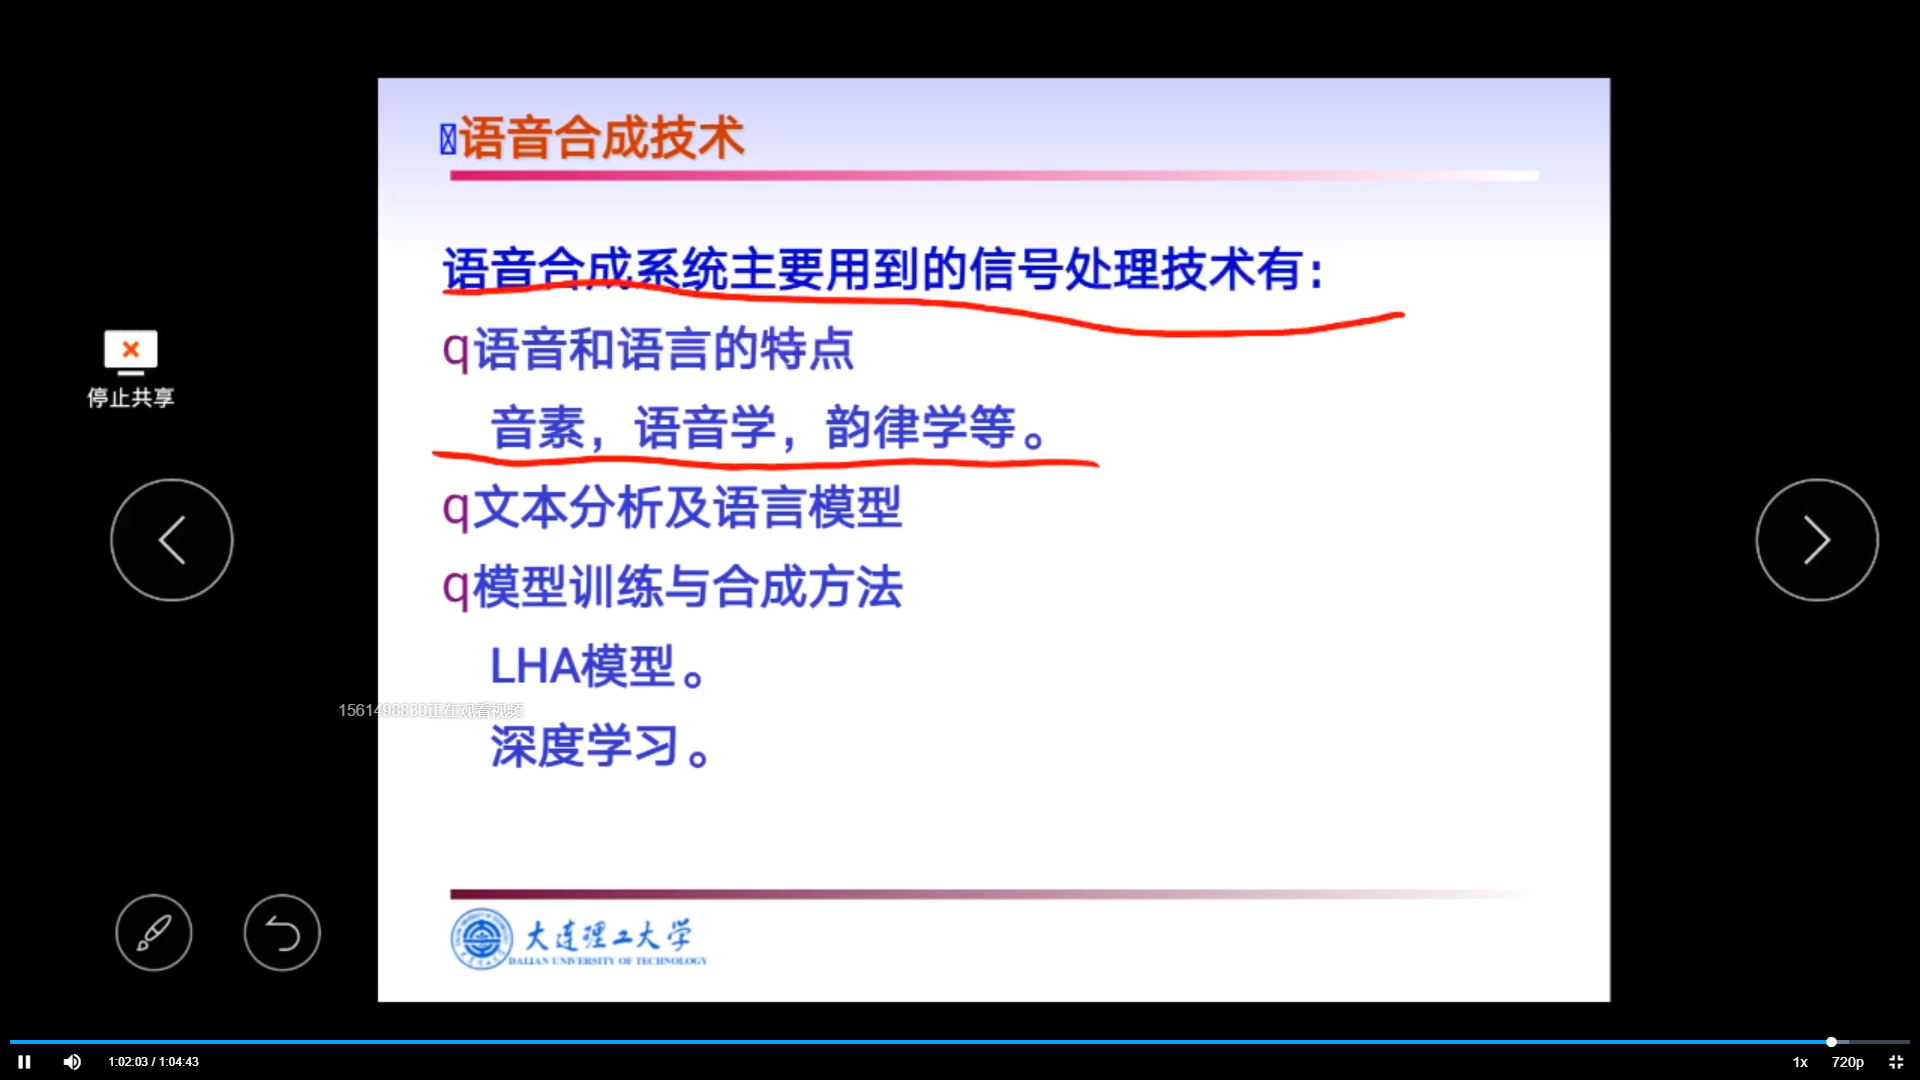 语音合成技术
语音合成系统主要用到的信号处理技术有:
q语音和语言的特点
音素，语音学，韵律学等。
q文本分析及语言模型
q模型训练与合成方法
LHA模型。
深度学习。
停止共享
1561498830正在观看视频
大连理工大学
DALIAN UNIVERSITY OF TECHNOLOGY
1:02:03 / 1:04:43
1x
720p